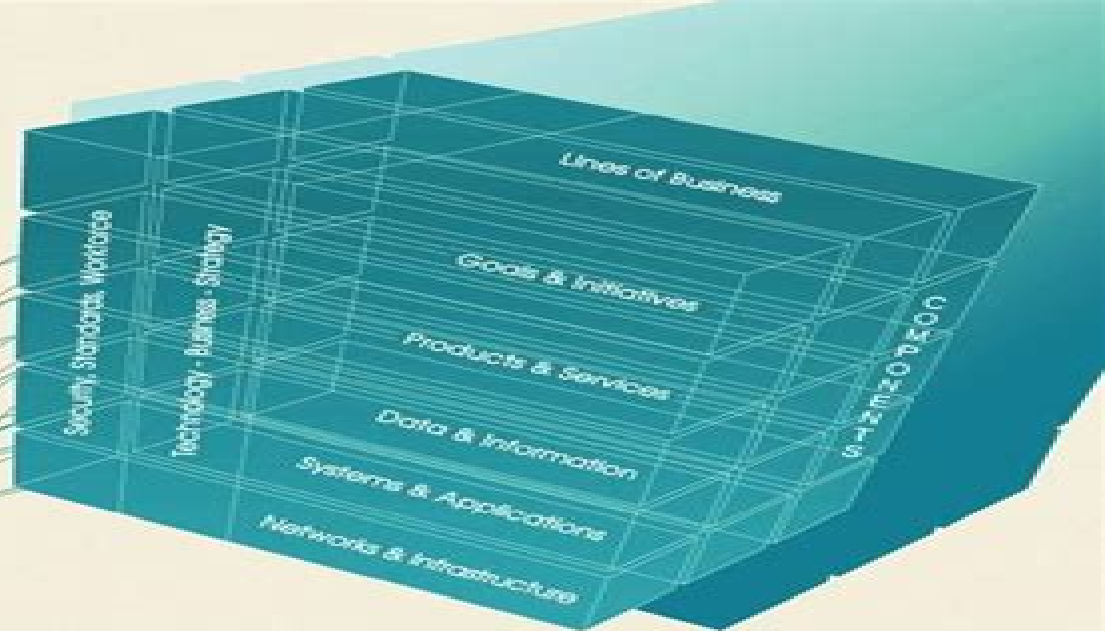 Lines of Business
Goals & Initiatives
Products & Services
Data & Information
Systems & Applications
Networks & Infrastructure
Security, Standards, Workforce
Technology - Business - Strategy
COMPONENTS